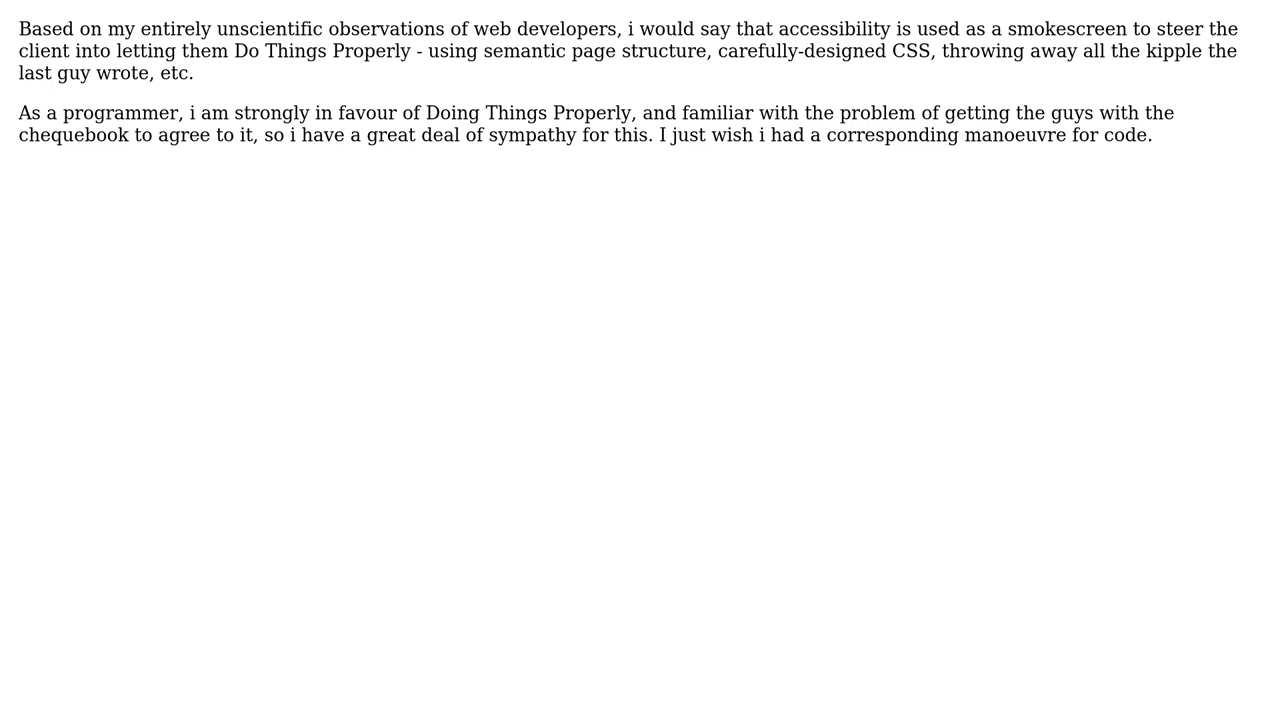 Based on my entirely unscientific observations of web developers, i would say that accessibility is used as a smokescreen to steer the
client into letting them Do Things Properly - using semantic page structure, carefully-designed CSS, throwing away all the kipple the
last guy wrote, etc.
As a programmer, i am strongly in favour of Doing Things Properly, and familiar with the problem of getting the guys with the
chequebook to agree to it, so i have a great deal of sympathy for this. I just wish i had a corresponding manoeuvre for code.